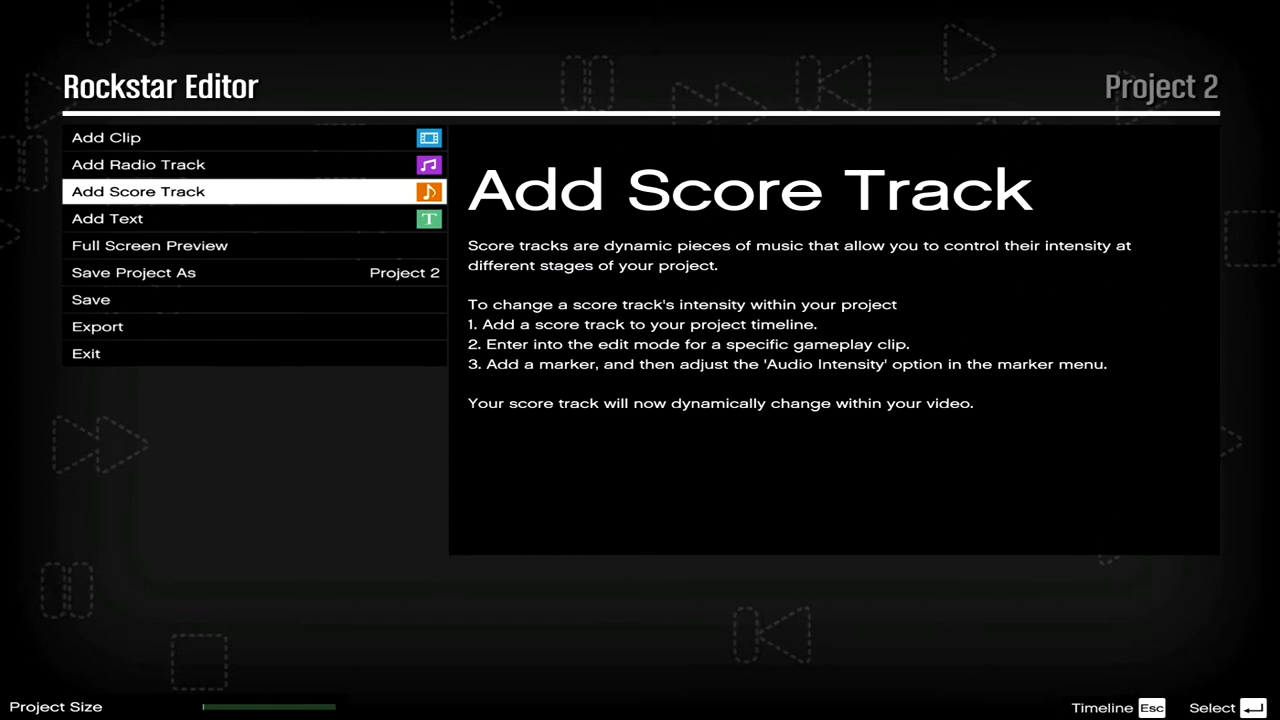 Rockstar Editor
Project 2
Add Clip
Add Radio Track
Add Score Track
Add Text
T
Full Screen Preview
Save Project As Project 2
Save
Export
Exit
Add Score Track
Score tracks are dynamic pieces of music that allow you to control their intensity at
different stages of your project.
To change a score track's intensity within your project
1. Add a score track to your project timeline.
2. Enter into the edit mode for a specific gameplay clip.
3. Add a marker, and then adjust the 'Audio Intensity' option in the marker menu.
Your score track will now dynamically change within your video.
Project Size
Timeline Esc Select